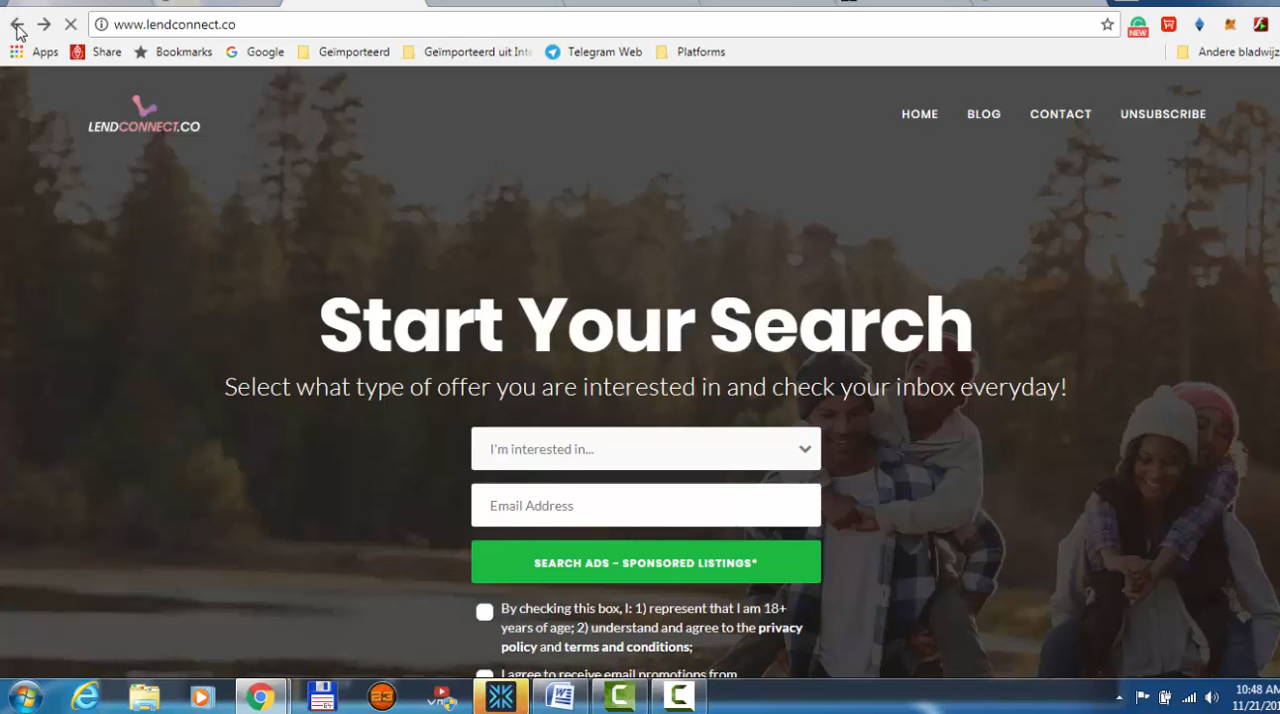 www.lendconnect.co
NEW
Apps Share Bookmarks Google Geïmporteerd Geïmporteerd uit Inte Telegram Web Platforms Andere bladwijz
LENDCONNECT.CO
HOME BLOG CONTACT UNSUBSCRIBE
Start Your Search
Select what type of offer you are interested in and check your inbox everyday!
I'm interested in...
Email Address
SEARCH ADS - SPONSORED LISTINGS*
By checking this box, I: 1) represent that I am 18+
years of age; 2) understand and agree to the privacy
policy and terms and conditions;
I agree to receive email promotions from
10:48 AM
11/21/201